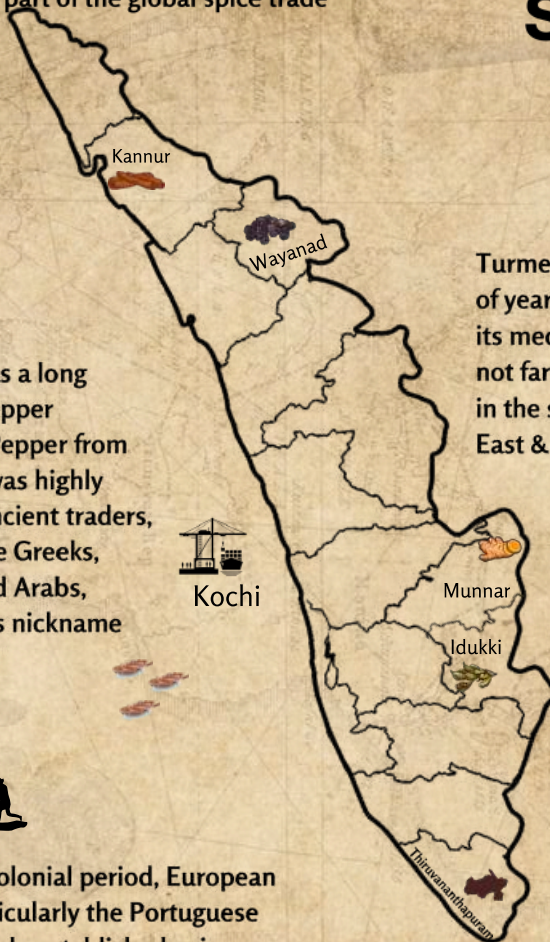 part of the global spice trade
S
Kannur
Wayanad
Turme
of year
its med
not far
in the s
East &
s a long
pper
Pepper from
was highly
ncient traders,
e Greeks,
d Arabs,
s nickname
Kochi
Munnar
Idukki
Thiruvananthapuram
olonial period, European
icularly the Portuguese